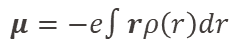 𝝁 = −e∫ 𝒓ρ(r)dr